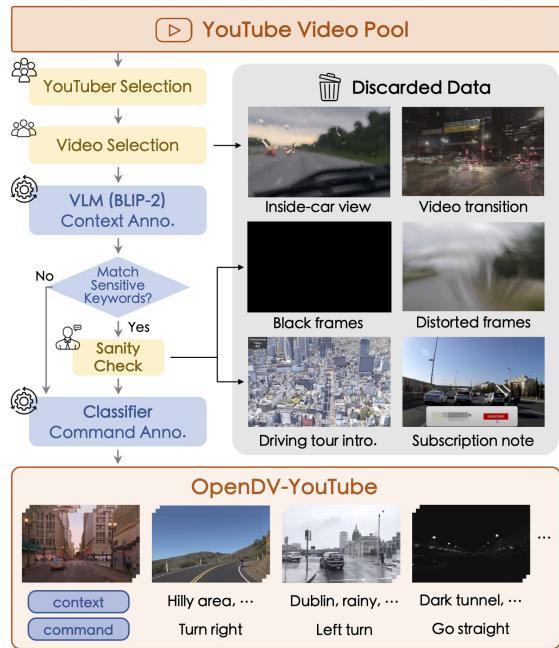 YouTube Video Pool
YouTuber Selection
Video Selection
VLM (BLIP-2)
Context Anno.
No
Match
Sensitive
Keywords?
Yes
Sanity
Check
Classifier
Command Anno.
Discarded Data
Inside-car view
Video transition
Black frames
Distorted frames
Driving tour intro.
Subscription note
SUBSCRIBE
OpenDV-YouTube
...
context
Hilly area, ...
Dublin, rainy, ...
Dark tunnel, ...
command
Turn right
Left turn
Go straight